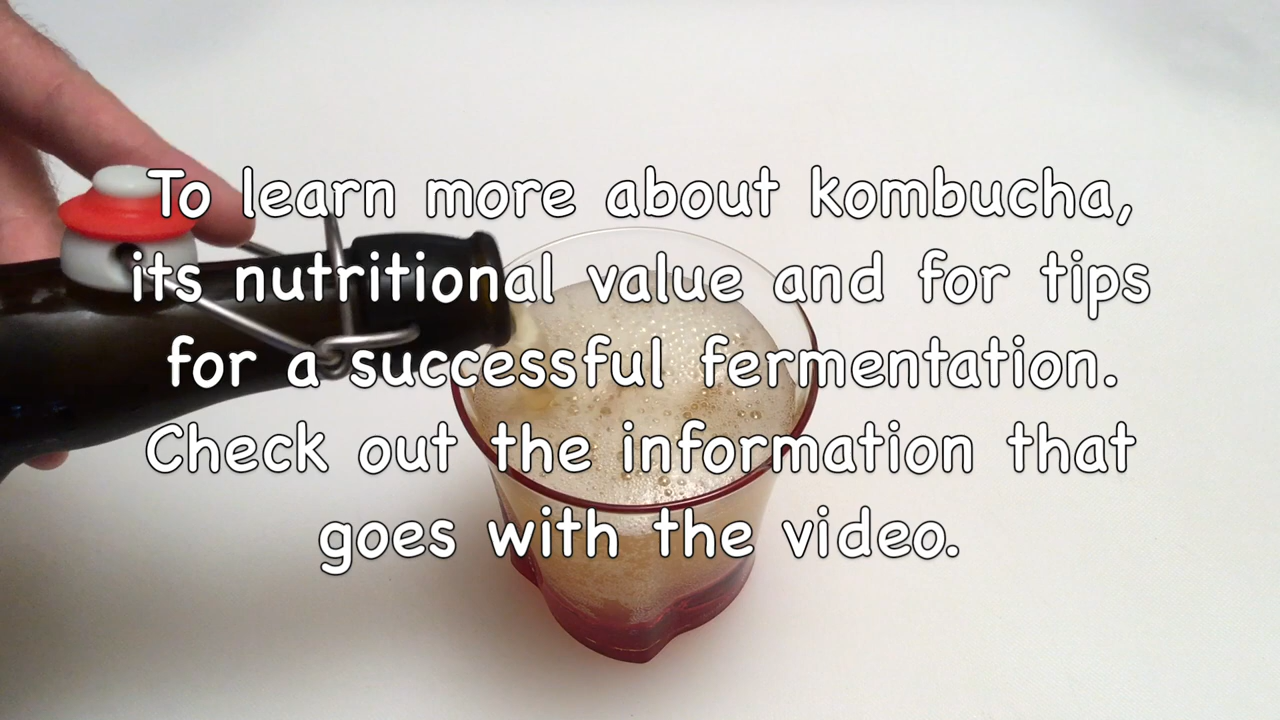 To learn more about kombucha,
its nutritional value and for tips
for a successful fermentation.
Check out the information that
goes with the video.